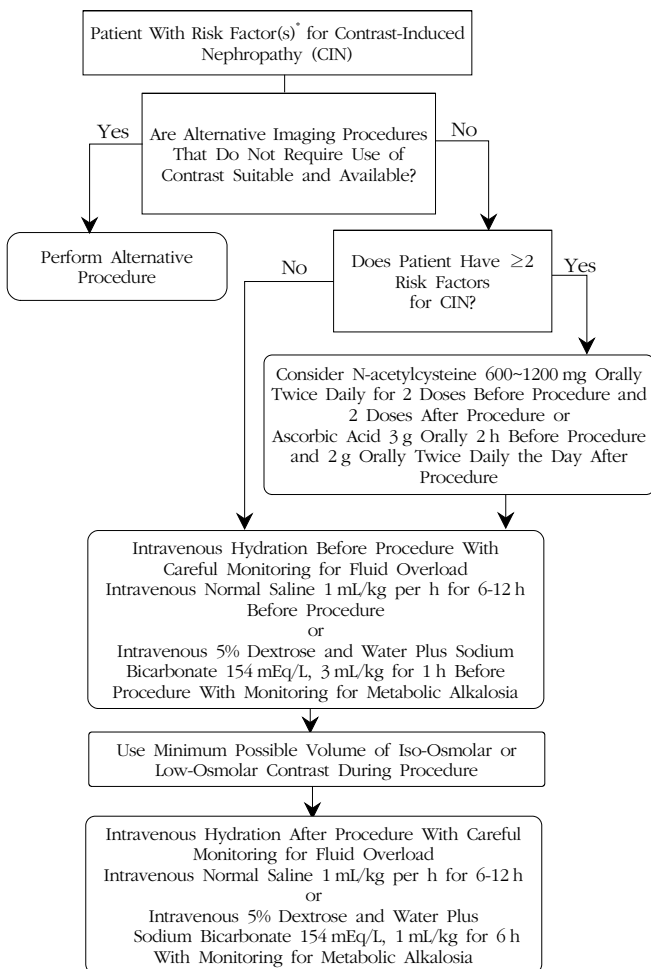 Patient With Risk Factor(s)* for Contrast-Induced
Nephropathy (CIN)
Yes
Are Alternative Imaging Procedures
That Do Not Require Use of
Contrast Suitable and Available?
No
Perform Alternative
Procedure
No
Does Patient Have ≥2
Risk Factors
for CIN?
Yes
Consider N-acetylcysteine 600~1200 mg Orally
Twice Daily for 2 Doses Before Procedure and
2 Doses After Procedure or
Ascorbic Acid 3 g Orally 2 h Before Procedure
and 2 g Orally Twice Daily the Day After
Procedure
Intravenous Hydration Before Procedure With
Careful Monitoring for Fluid Overload
Intravenous Normal Saline 1 mL/kg per h for 6-12 h
Before Procedure
or
Intravenous 5% Dextrose and Water Plus Sodium
Bicarbonate 154 mEq/L, 3 mL/kg for 1 h Before
Procedure With Monitoring for Metabolic Alkalosia
Use Minimum Possible Volume of Iso-Osmolar or
Low-Osmolar Contrast During Procedure
Intravenous Hydration After Procedure With Careful
Monitoring for Fluid Overload
Intravenous Normal Saline 1 mL/kg per h for 6-12 h
or
Intravenous 5% Dextrose and Water Plus
Sodium Bicarbonate 154 mEq/L, 1 mL/kg for 6 h
With Monitoring for Metabolic Alkalosia